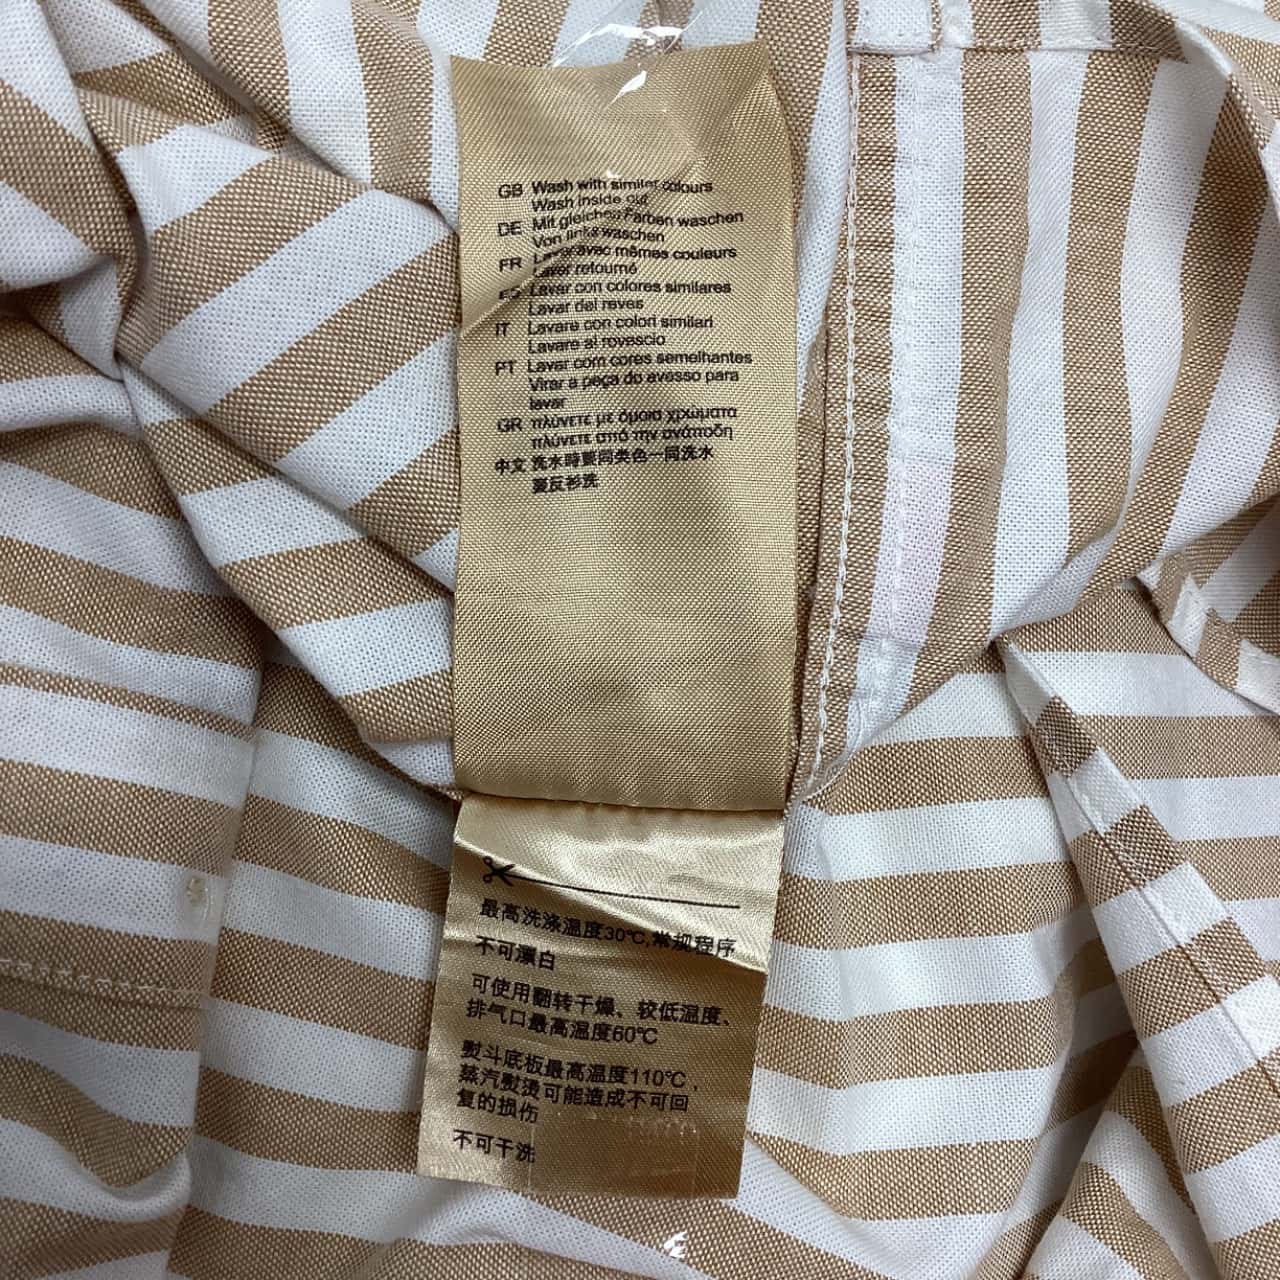 GB Wash with similar colours
Wash inside out
DE Mit gleichen Farben waschen
Von links waschen
FR Laver avec mêmes couleurs
Laver retourné
ES Lavar con colores similares
Lavar del reves
IT Lavare con colori similari
Lavare al rovescio
PT Lavar com cores semelhantes
Virar a peça do avesso para
lavar
GR πλύνετε με όμοια χρώματα
πλύνετε από την ανάποδη
中文 洗水時要同类色一同洗水
要反衫洗
最高洗涤温度30℃,常规程序
不可漂白
可使用翻转干燥、较低温度、
排气口最高温度60℃
熨斗底板最高温度110℃,
蒸汽熨烫可能造成不可回
复的损伤
不可干洗